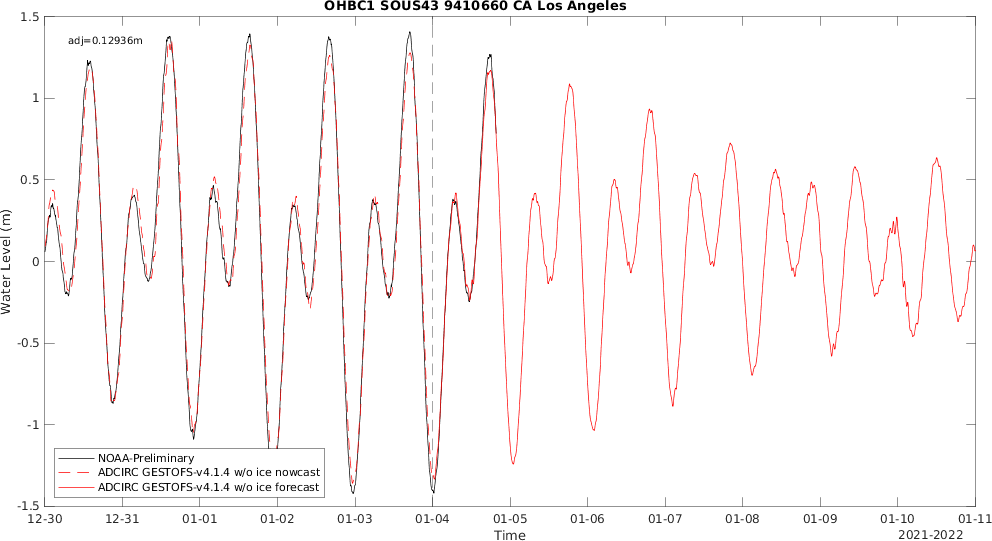 OHBC1 SOUS43 9410660 CA Los Angeles
adj=0.12936m
1.5
1
0.5
0
-0.5
-1
-1.5
Water Level (m)
NOAA-Preliminary
ADCIRC GESTOFS-v4.1.4 w/o ice nowcast
ADCIRC GESTOFS-v4.1.4 w/o ice forecast
12-30 12-31 01-01 01-02 01-03 01-04 01-05 01-06 01-07 01-08 01-09 01-10 01-11
Time
2021-2022